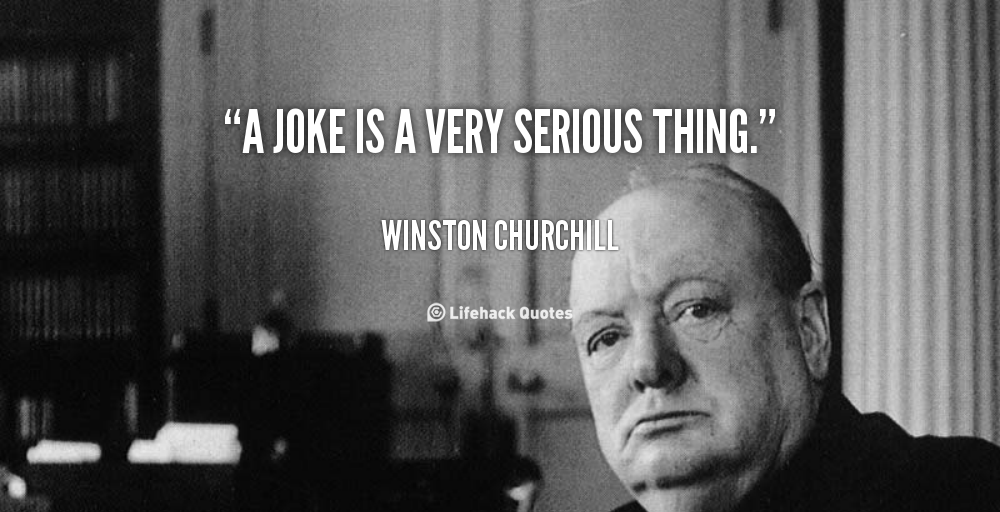 “A JOKE IS A VERY SERIOUS THING.”
WINSTON CHURCHILL
Lifehack Quotes